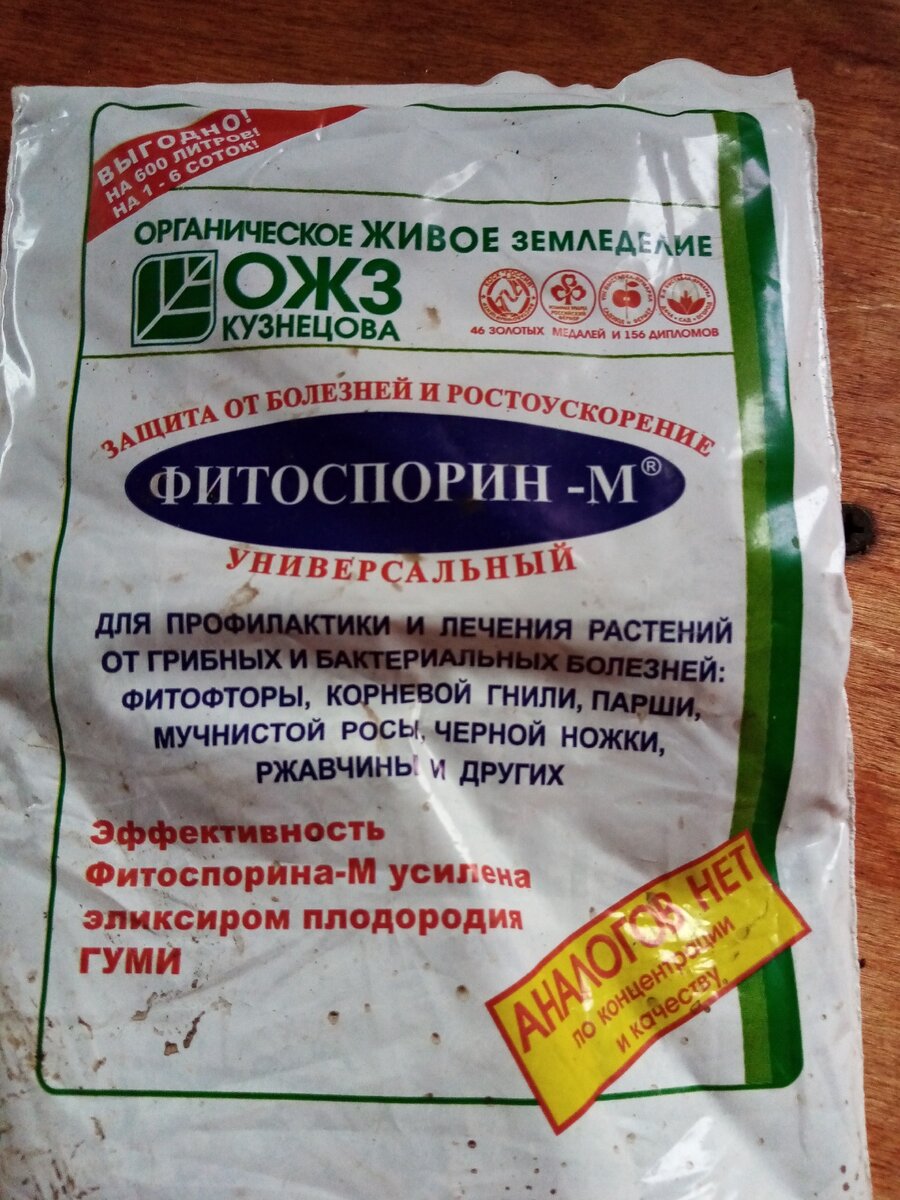 ВЫГОДНО!
НА 600 ЛИТРОВ!
НА 1 - 6 СОТОК!
ОРГАНИЧЕСКОЕ ЖИВОЕ ЗЕМЛЕДЕЛИЕ
ОЖЗ
КУЗНЕЦОВА
46 ЗОЛОТЫХ МЕДАЛЕЙ И 156 ДИПЛОМОВ
ЗАЩИТА ОТ БОЛЕЗНЕЙ И РОСТОУСКОРЕНИЕ
ФИТОСПОРИН -М®
УНИВЕРСАЛЬНЫЙ
ДЛЯ ПРОФИЛАКТИКИ И ЛЕЧЕНИЯ РАСТЕНИЙ
ОТ ГРИБНЫХ И БАКТЕРИАЛЬНЫХ БОЛЕЗНЕЙ:
ФИТОФТОРЫ, КОРНЕВОЙ ГНИЛИ, ПАРШИ,
МУЧНИСТОЙ РОСЫ, ЧЕРНОЙ НОЖКИ,
РЖАВЧИНЫ И ДРУГИХ
Эффективность
Фитоспорина-М усилена
эликсиром плодородия
ГУМИ
АНАЛОГОВ НЕТ
по концентрации
и качеству.